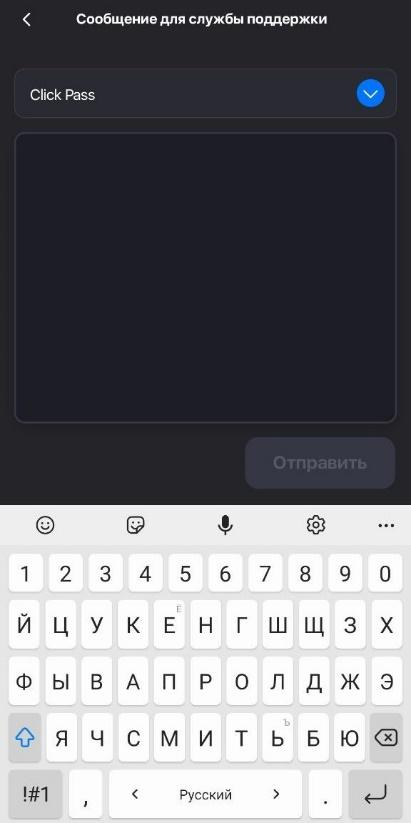 Сообщение для службы поддержки
Click Pass
Отправить
1 2 3 4 5 6 7 8 9 0
Й Ц У К Е Ё Н Г Ш Щ З Х
Ф Ы В А П Р О Л Д Ж Э
Я Ч С М И Т Ь Ъ Б Ю
!#1 , < Русский > .